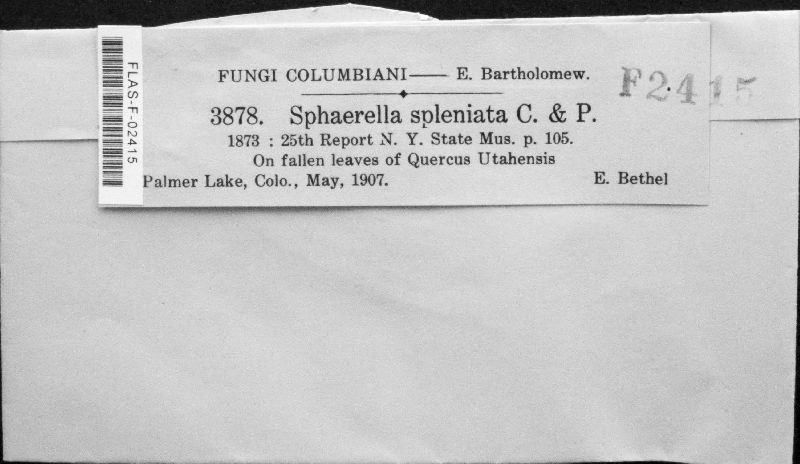 FUNGI COLUMBIANI—— E. Bartholomew.
3878. Sphaerella spleniata C. & P.
1873 : 25th Report N. Y. State Mus. p. 105.
On fallen leaves of Quercus Utahensis
Palmer Lake, Colo., May, 1907. E. Bethel
F2415
FLAS-F-02415